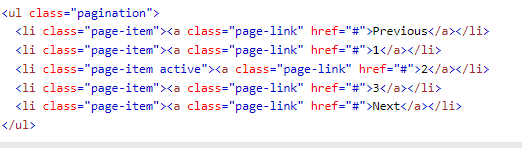 <ul class="pagination">
  <li class="page-item"><a class="page-link" href="#">Previous</a></li>
  <li class="page-item"><a class="page-link" href="#">1</a></li>
  <li class="page-item active"><a class="page-link" href="#">2</a></li>
  <li class="page-item"><a class="page-link" href="#">3</a></li>
  <li class="page-item"><a class="page-link" href="#">Next</a></li>
</ul>